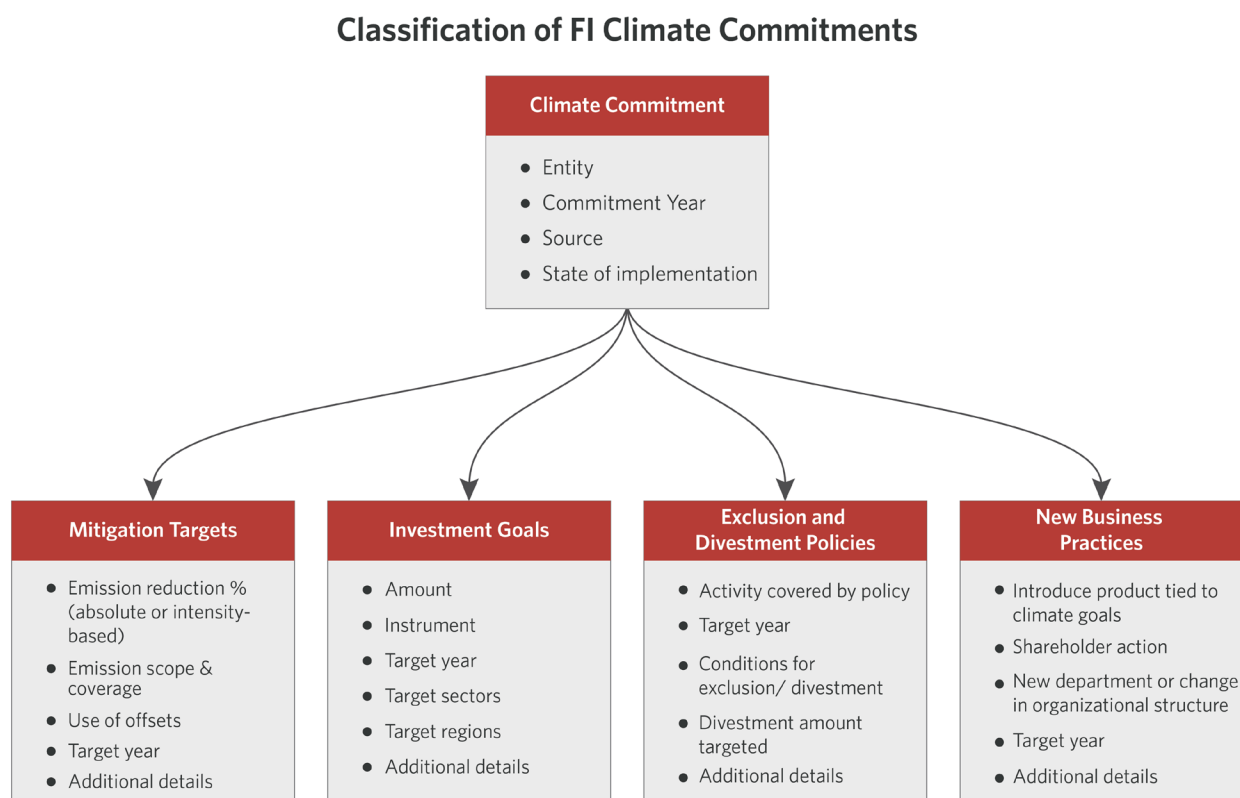 Classification of FI Climate Commitments
Climate Commitment
• Entity
• Commitment Year
• Source
• State of implementation
Mitigation Targets
• Emission reduction %
(absolute or intensity-
based)
• Emission scope &
coverage
• Use of offsets
• Target year
• Additional details
Investment Goals
• Amount
• Instrument
• Target year
• Target sectors
• Target regions
• Additional details
Exclusion and
Divestment Policies
• Activity covered by policy
• Target year
• Conditions for
exclusion/ divestment
• Divestment amount
targeted
• Additional details
New Business
Practices
• Introduce product tied to
climate goals
• Shareholder action
• New department or change
in organizational structure
• Target year
• Additional details